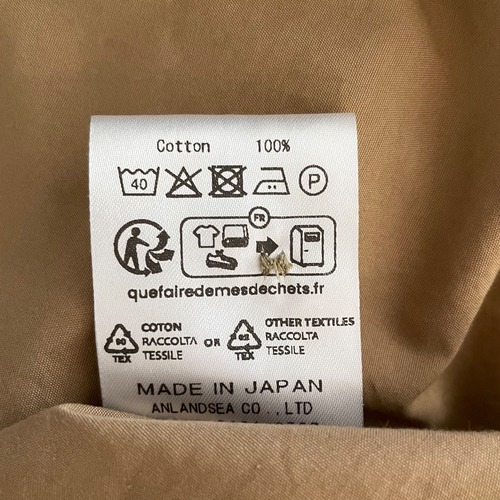 Cotton 100%
40 P
FR
quefairedemesdechets.fr
COTON OTHER TEXTILES
RACCOLTA OR RACCOLTA
TESSILE TESSILE
TEX TEX
MADE IN JAPAN
ANLANDSEA CO.,LTD